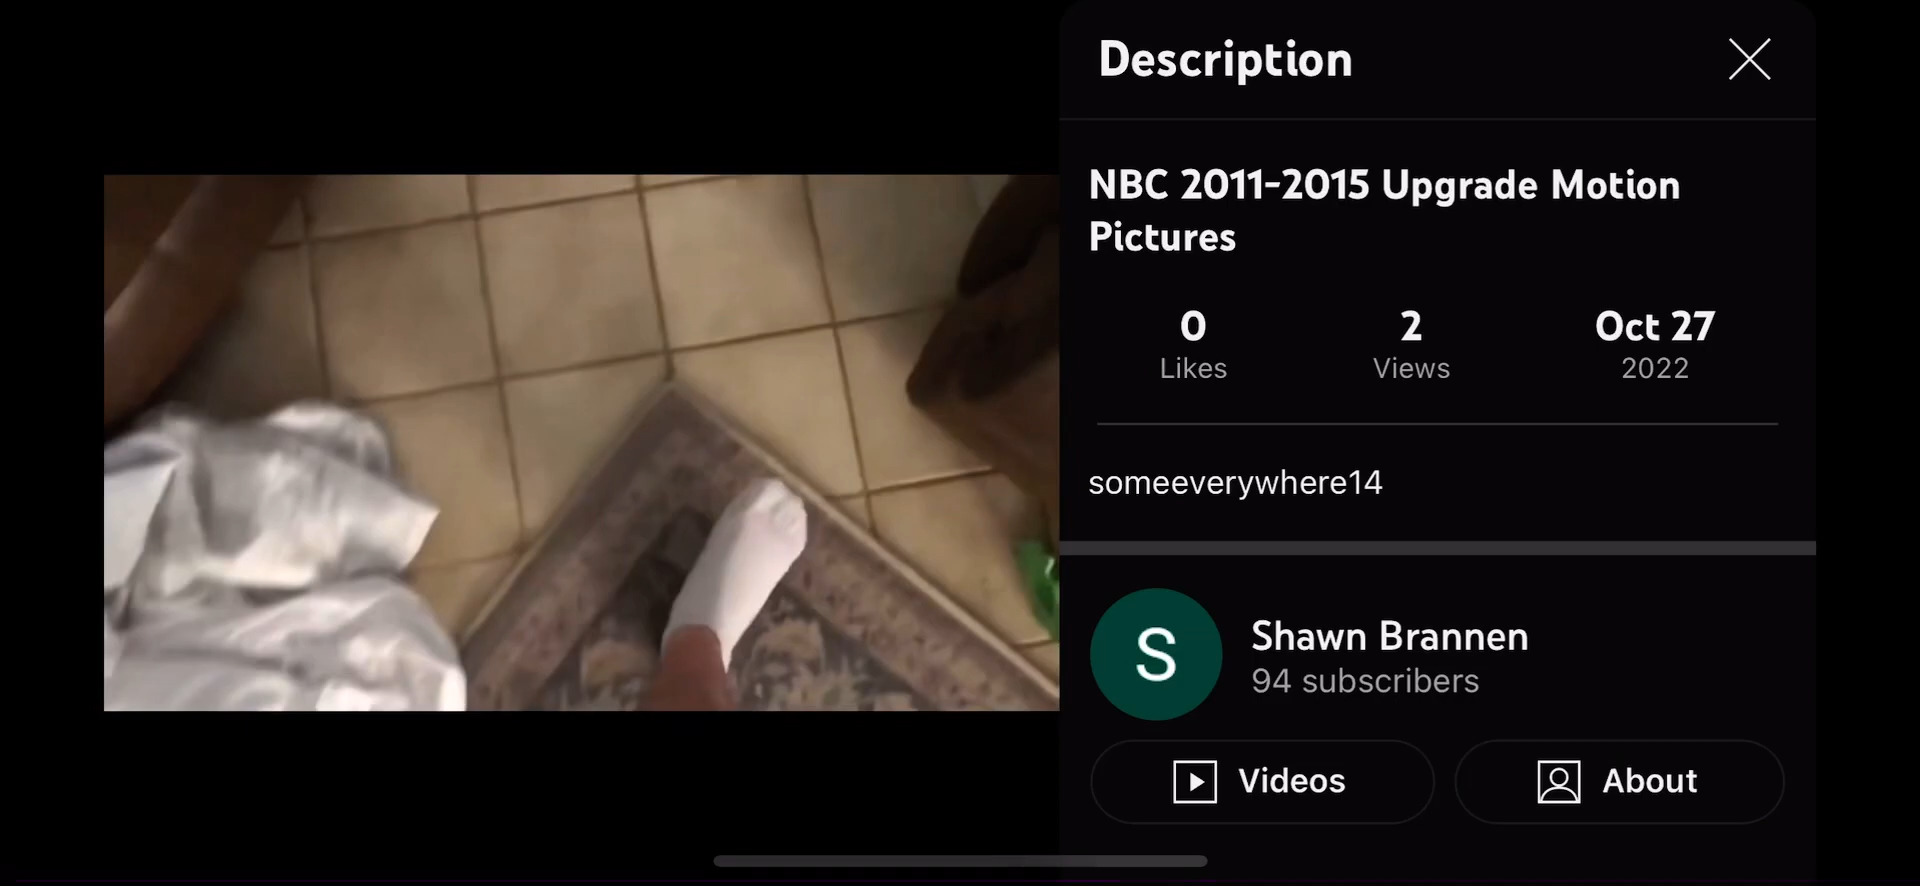 Description
NBC 2011-2015 Upgrade Motion
Pictures
0
Likes
2
Views
Oct 27
2022
someeverywhere14
S
Shawn Brannen
94 subscribers
Videos
About